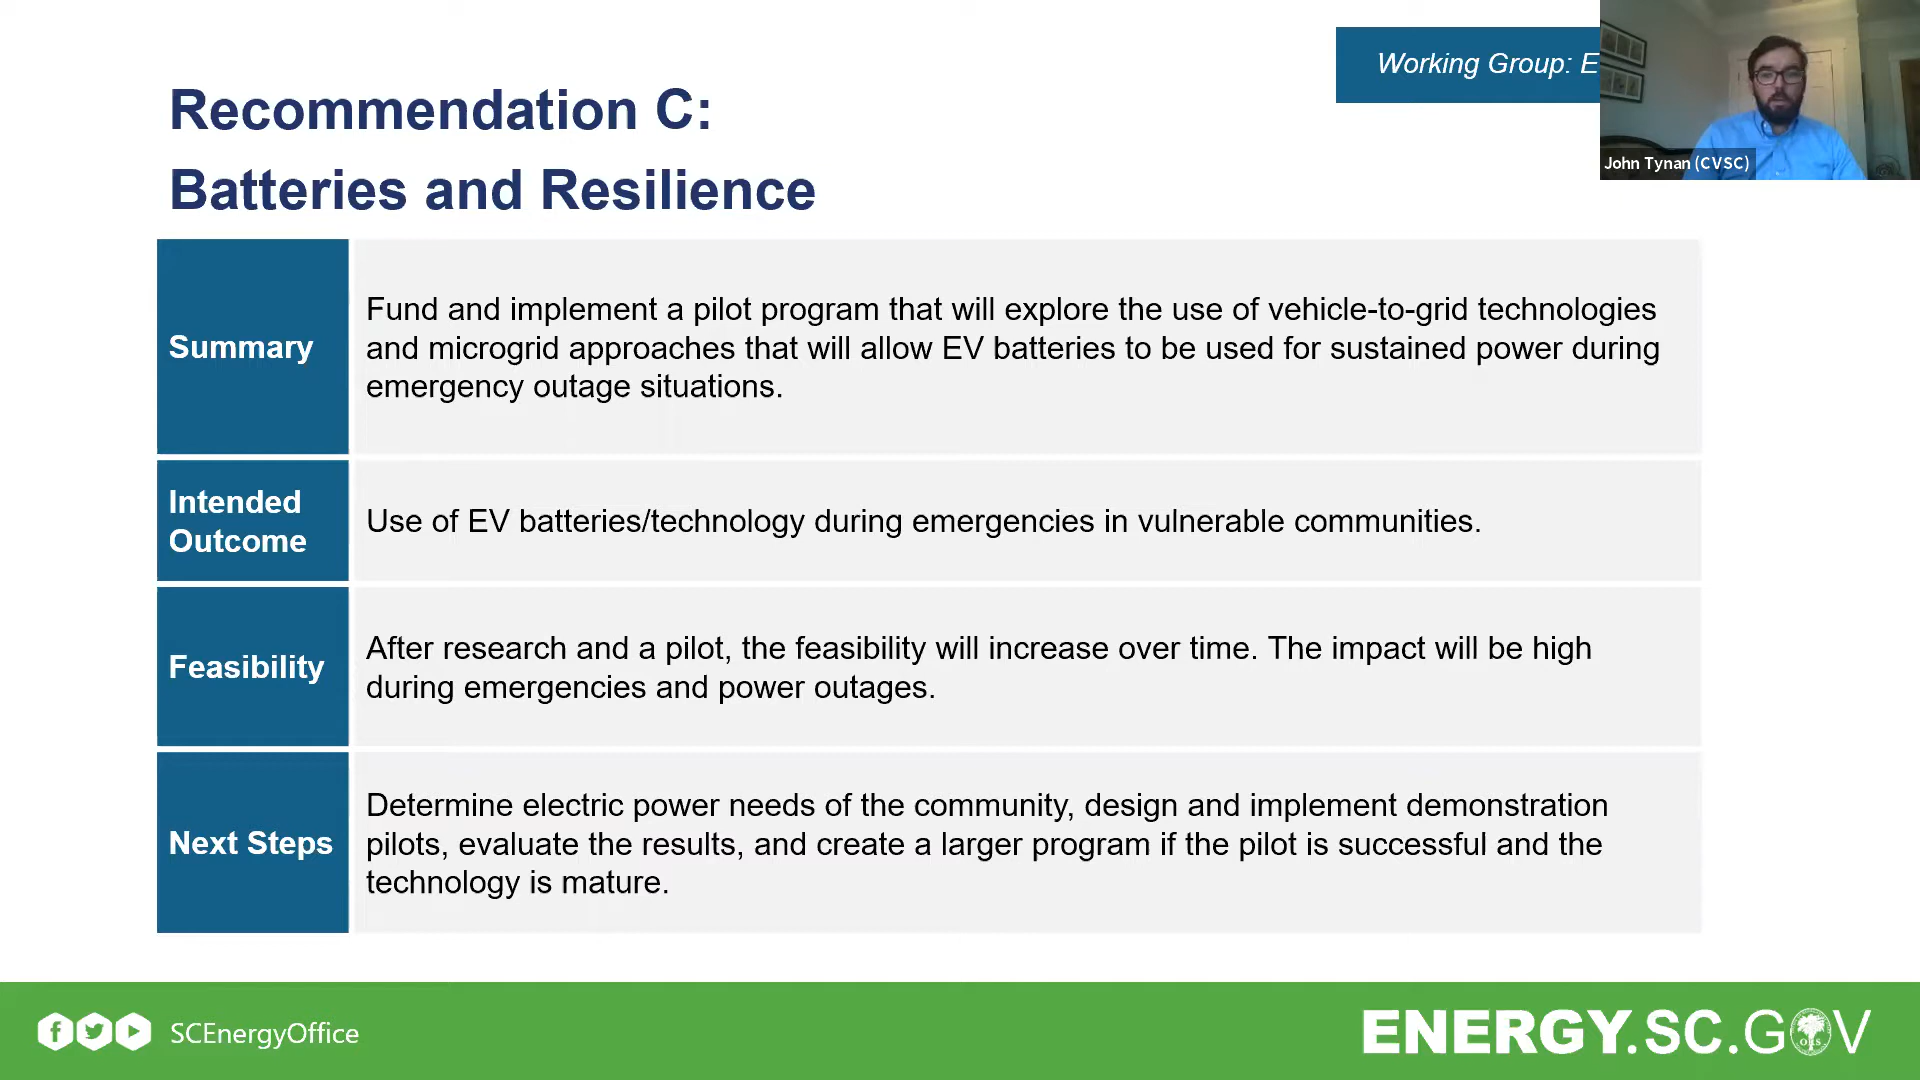 Working Group: E
John Tynan (CVSC)
Recommendation C:
Batteries and Resilience
Summary
Fund and implement a pilot program that will explore the use of vehicle-to-grid technologies
and microgrid approaches that will allow EV batteries to be used for sustained power during
emergency outage situations.
Intended
Outcome
Use of EV batteries/technology during emergencies in vulnerable communities.
Feasibility
After research and a pilot, the feasibility will increase over time. The impact will be high
during emergencies and power outages.
Next Steps
Determine electric power needs of the community, design and implement demonstration
pilots, evaluate the results, and create a larger program if the pilot is successful and the
technology is mature.
SCEnergyOffice
ENERGY.SC.GOV